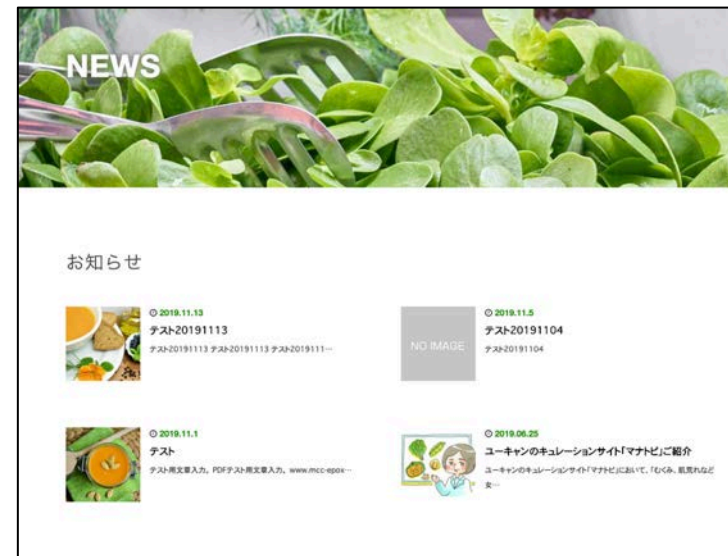 NEWS
お知らせ
2019.11.13
テスト20191113
テスト20191113 テスト20191113 テスト2019111…
2019.11.5
NO IMAGE
テスト20191104
テスト20191104
2019.11.1
テスト
テスト用文章入力。PDFテスト用文章入力。www.mcc-epox…
2019.06.25
ユーキャンのキュレーションサイト「マナトピ」ご紹介
ユーキャンのキュレーションサイト「マナトピ」において、「むくみ、肌荒れなど
女…